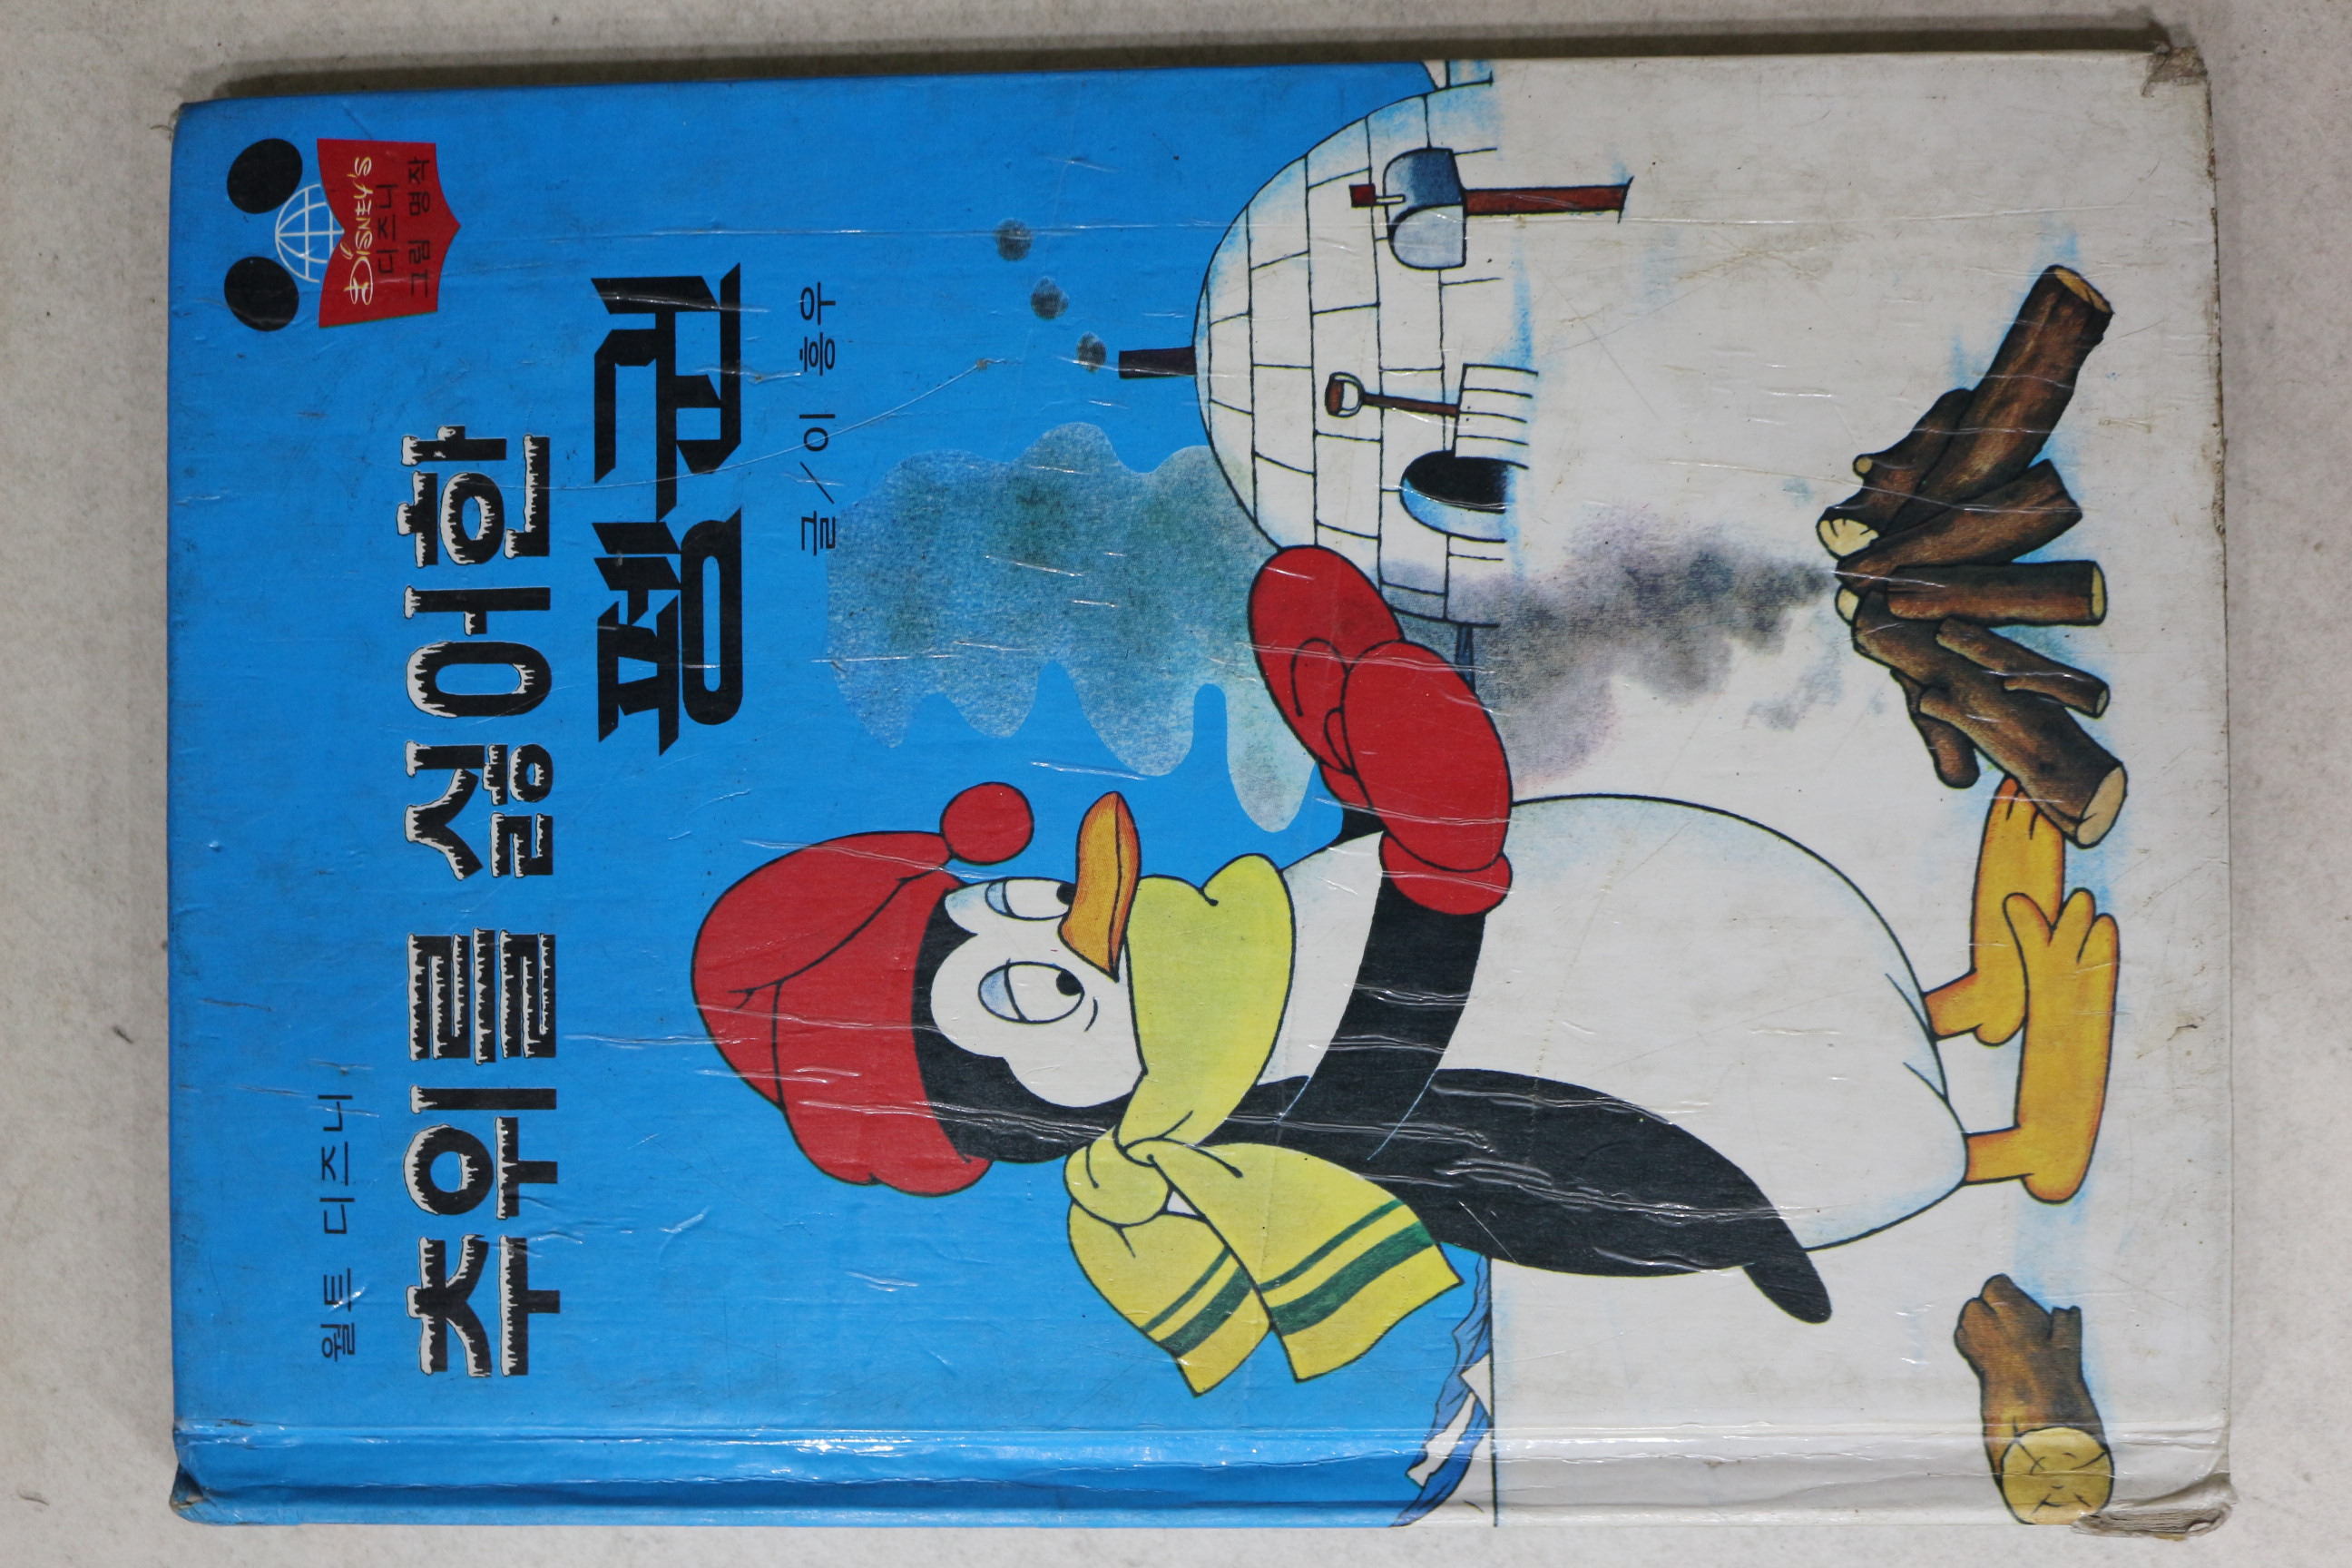 월트 디즈니
DISNEY'S
디즈니
그림 명작
추위를 싫어한
펭귄
글/이 흥우